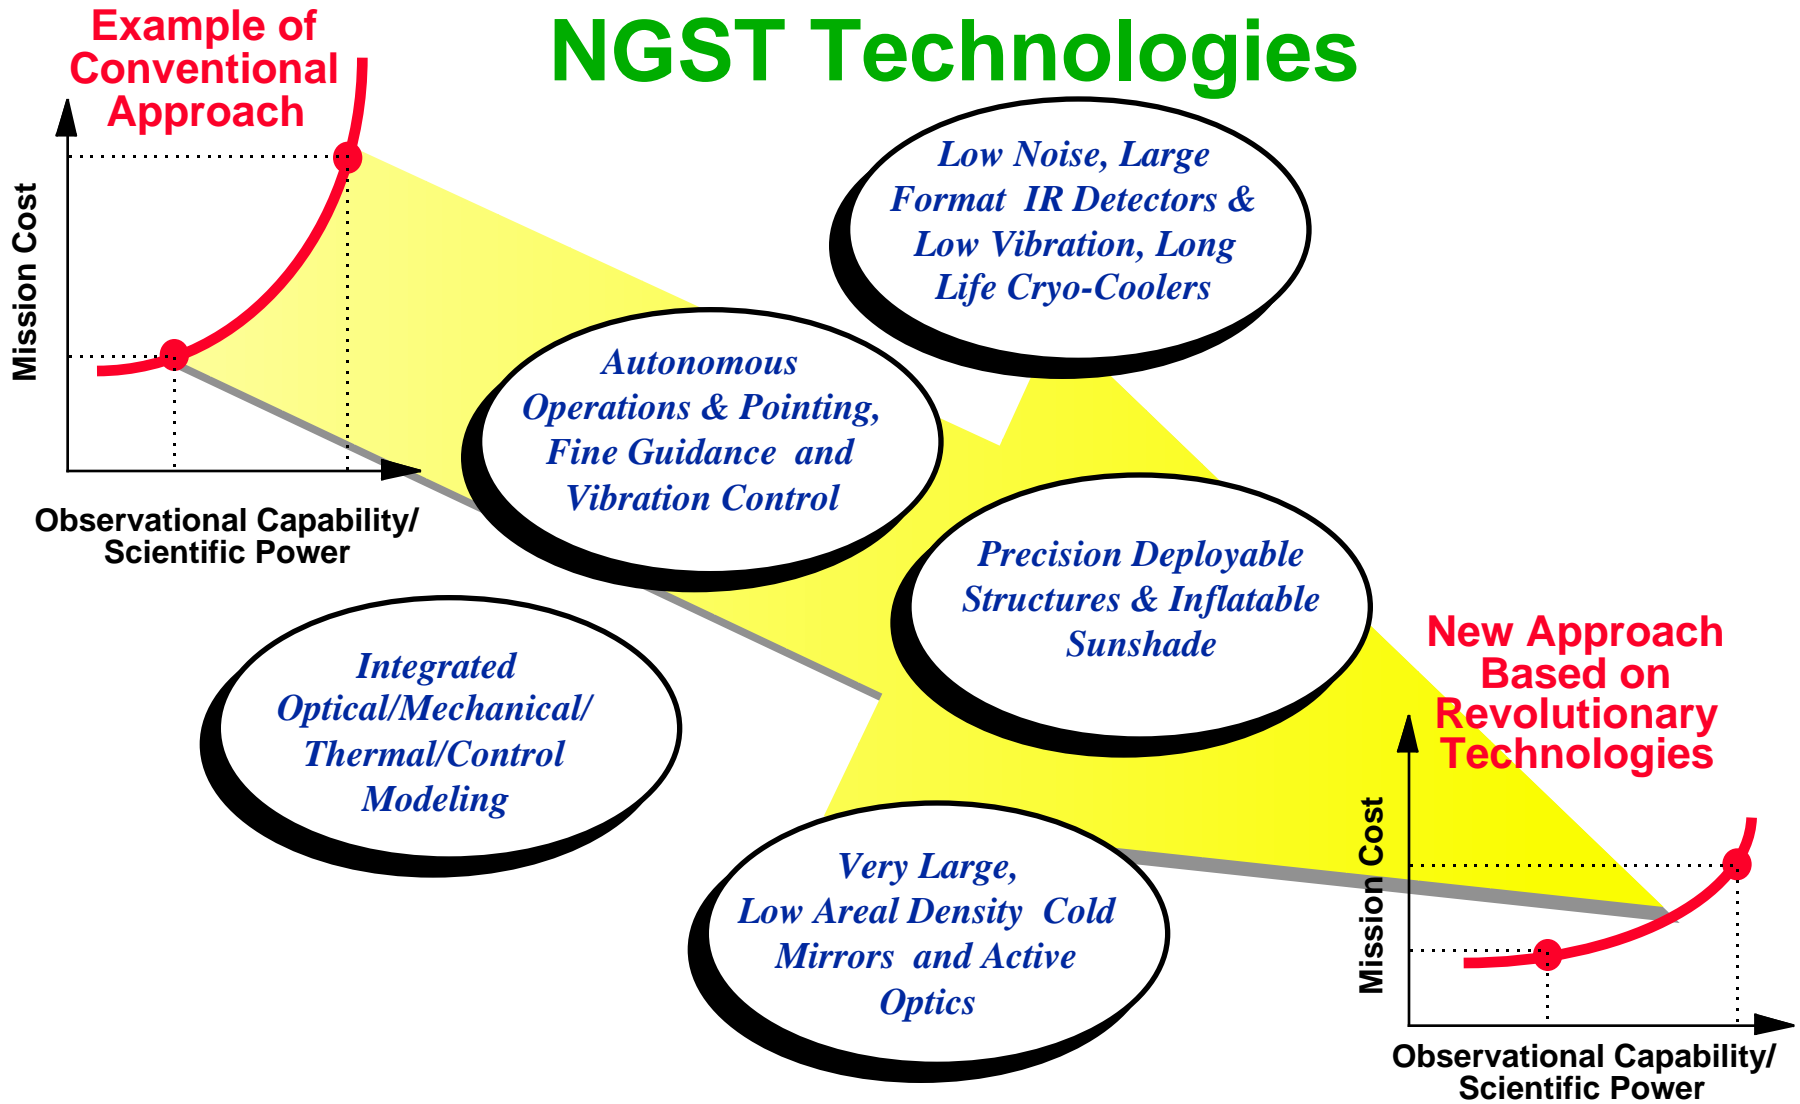 NGST Technologies
Example of
Conventional
Approach
Mission Cost
Observational Capability/
Scientific Power
Low Noise, Large
Format IR Detectors &
Low Vibration, Long
Life Cryo-Coolers
Autonomous
Operations & Pointing,
Fine Guidance and
Vibration Control
Precision Deployable
Structures & Inflatable
Sunshade
Integrated
Optical/Mechanical/
Thermal/Control
Modeling
Very Large,
Low Areal Density Cold
Mirrors and Active
Optics
New Approach
Based on
Revolutionary
Technologies
Mission Cost
Observational Capability/
Scientific Power